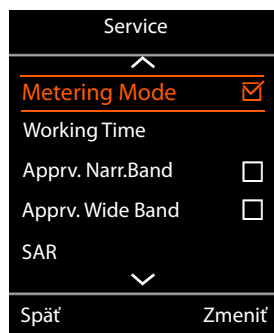 Service
Metering Mode
Working Time
Apprv. Narr.Band
Apprv. Wide Band
SAR
Späť Zmeniť